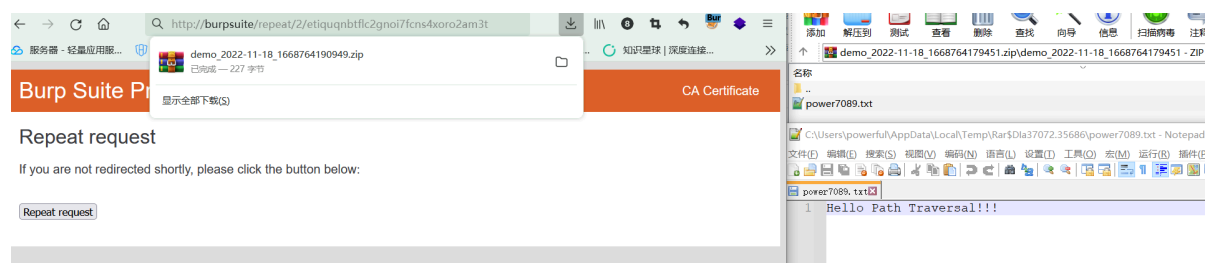 http://burpsuite/repeat/2/etiquqnbtflc2gnoi7fcns4xoro2am3t
服务器 - 轻量应用服...
知识星球 | 深度连接...
demo_2022-11-18_1668764190949.zip
已完成 — 227 字节
显示全部下载(S)
Burp Suite Pr
CA Certificate
Repeat request
If you are not redirected shortly, please click the button below:
Repeat request
添加 解压到 测试 查看 删除 查找 向导 信息 扫描病毒 注释
demo_2022-11-18_1668764179451.zip\demo_2022-11-18_1668764179451 - ZIP
名称
..
power7089.txt
C:\Users\powerful\AppData\Local\Temp\Rar$DIa37072.35686\power7089.txt - Notepad
文件(F) 编辑(E) 搜索(S) 视图(V) 编码(N) 语言(L) 设置(T) 工具(O) 宏(M) 运行(R) 插件(P
power7089.txt
1 Hello Path Traversal!!!